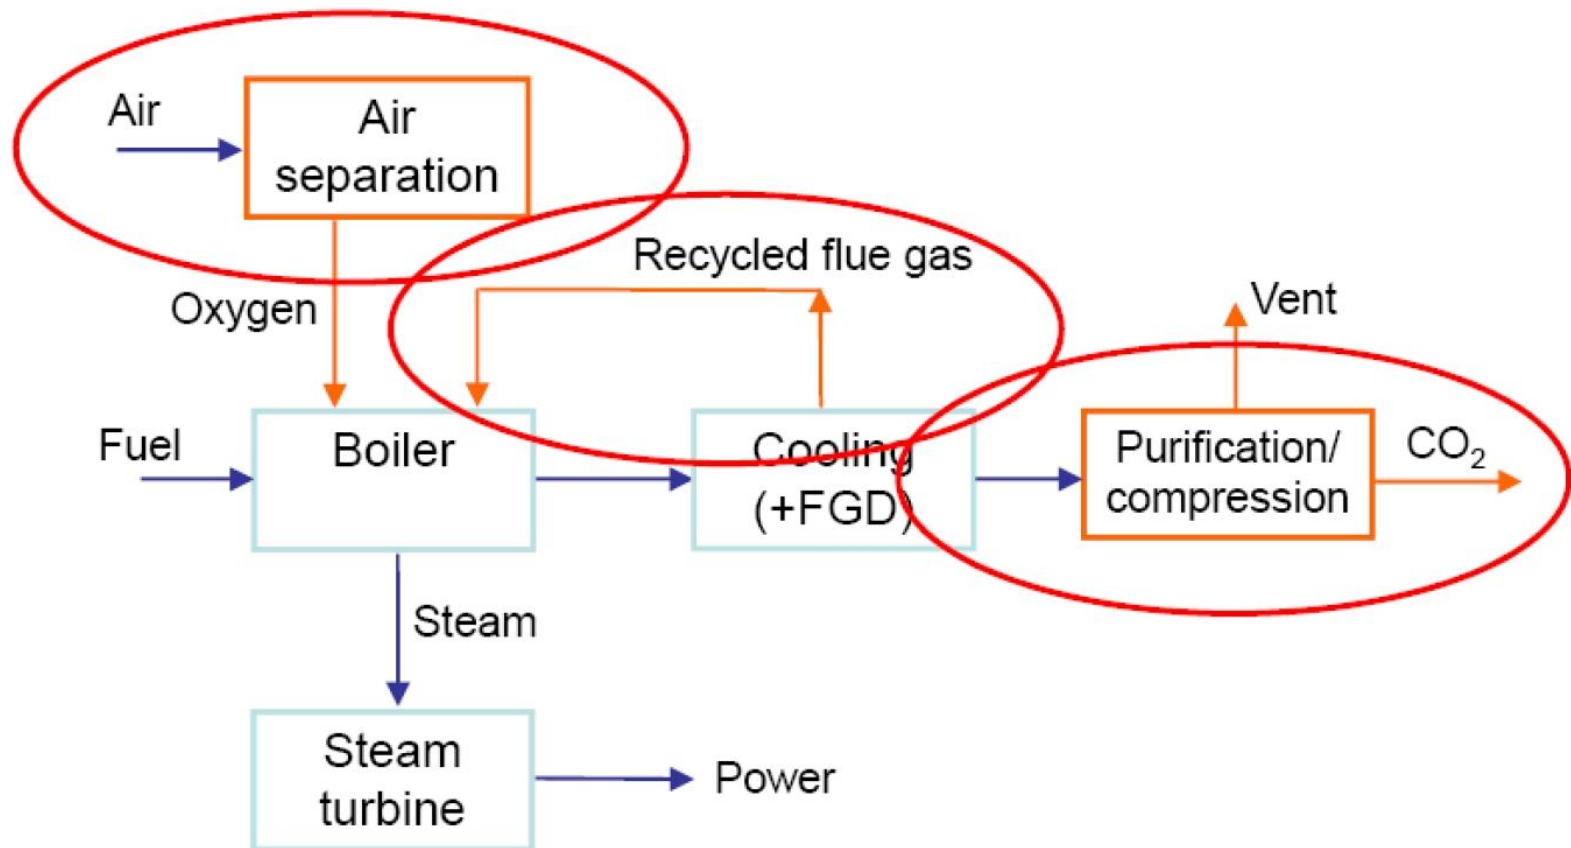 Air
Air
separation
Recycled flue gas
Oxygen
Vent
Fuel
Boiler
Cooling
(+FGD)
Purification/
compression
CO₂
Steam
Steam
turbine
Power